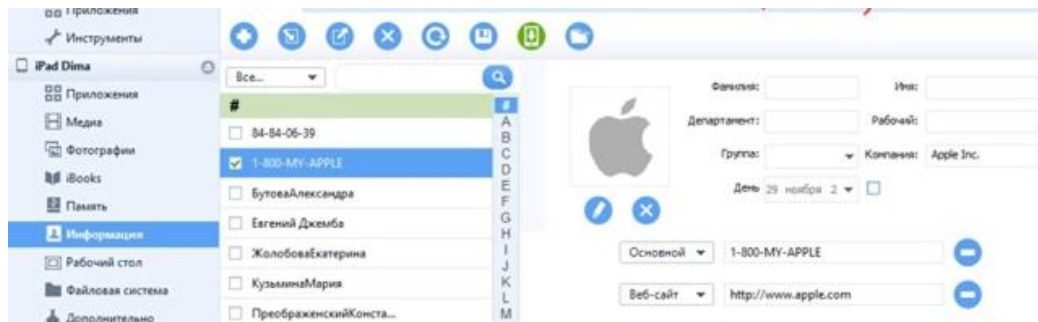 Приложения
Инструменты
iPad Dima
Приложения
Медиа
Фотографии
iBooks
Память
Информация
Рабочий стол
Файловая система
Дополнительно
Все...
#
84-84-06-39
1-800-MY-APPLE
БутоваАлександра
Евгений Джемба
ЖолобоваЕкатерина
КузьминаМария
ПреображенскийКонста...
#
A
B
C
D
E
F
G
H
I
J
K
L
M
Фамилия: Имя:
Департамент: Рабочий:
Группа: Компания: Apple Inc.
День 29 ноября 2
Основной 1-800-MY-APPLE
Веб-сайт http://www.apple.com